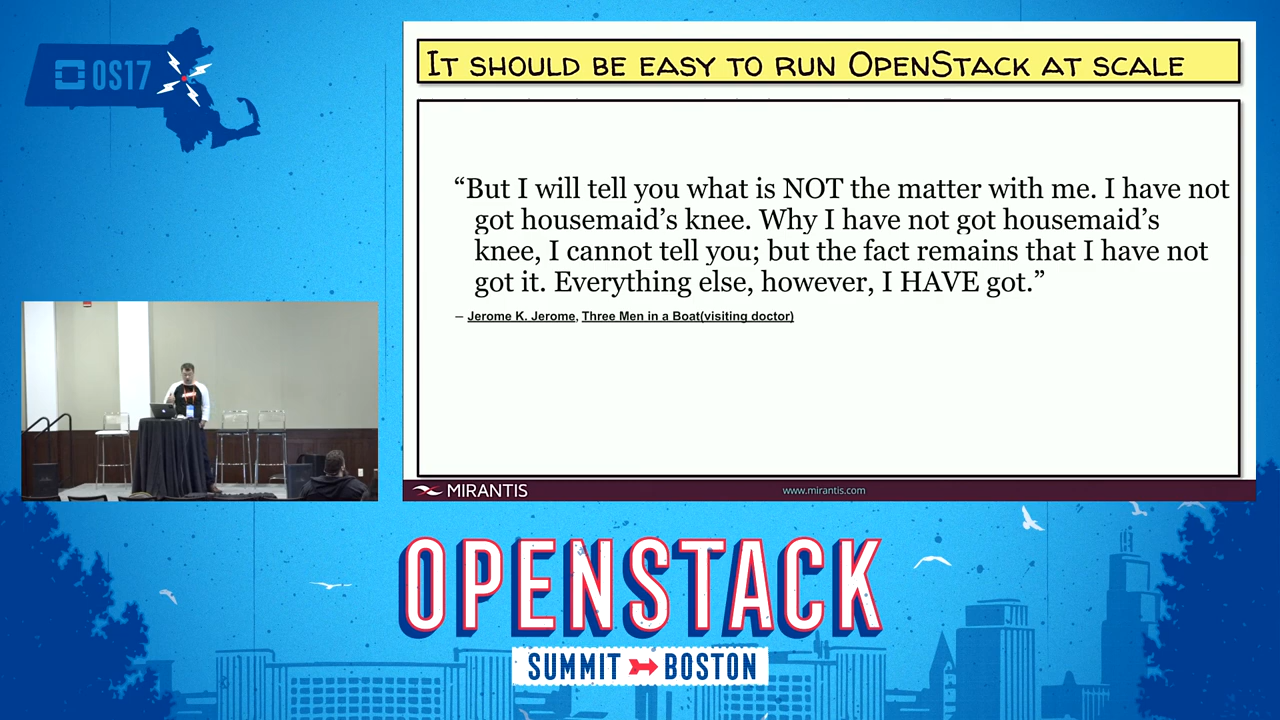 OS17
IT SHOULD BE EASY TO RUN OPENSTACK AT SCALE
“But I will tell you what is NOT the matter with me. I have not
got housemaid’s knee. Why I have not got housemaid’s
knee, I cannot tell you; but the fact remains that I have not
got it. Everything else, however, I HAVE got.”
– Jerome K. Jerome, Three Men in a Boat(visiting doctor)
MIRANTIS
www.mirantis.com
OPENSTACK
SUMMIT BOSTON